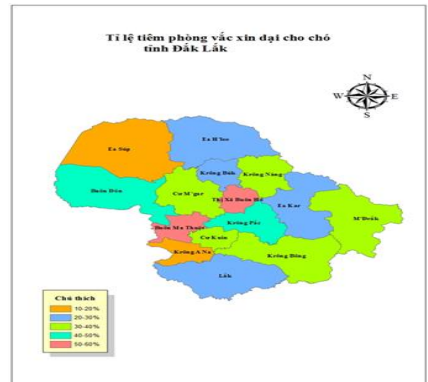 Tỉ lệ tiêm phòng vắc xin dại cho chó
tỉnh Đắk Lắk
N
W
E
S
Ea H'leo
Ea Súp
Krông Búk
Krông Năng
Buôn Đôn
Cư M'gar
Thị Xã Buôn Hồ
Ea Kar
M'Đrắk
Krông Pắc
Buôn Ma Thuột
Cư Kuin
Krông A Na
Krông Bông
Lắk
Chú thích
10-20%
20-30%
30-40%
40-50%
50-60%